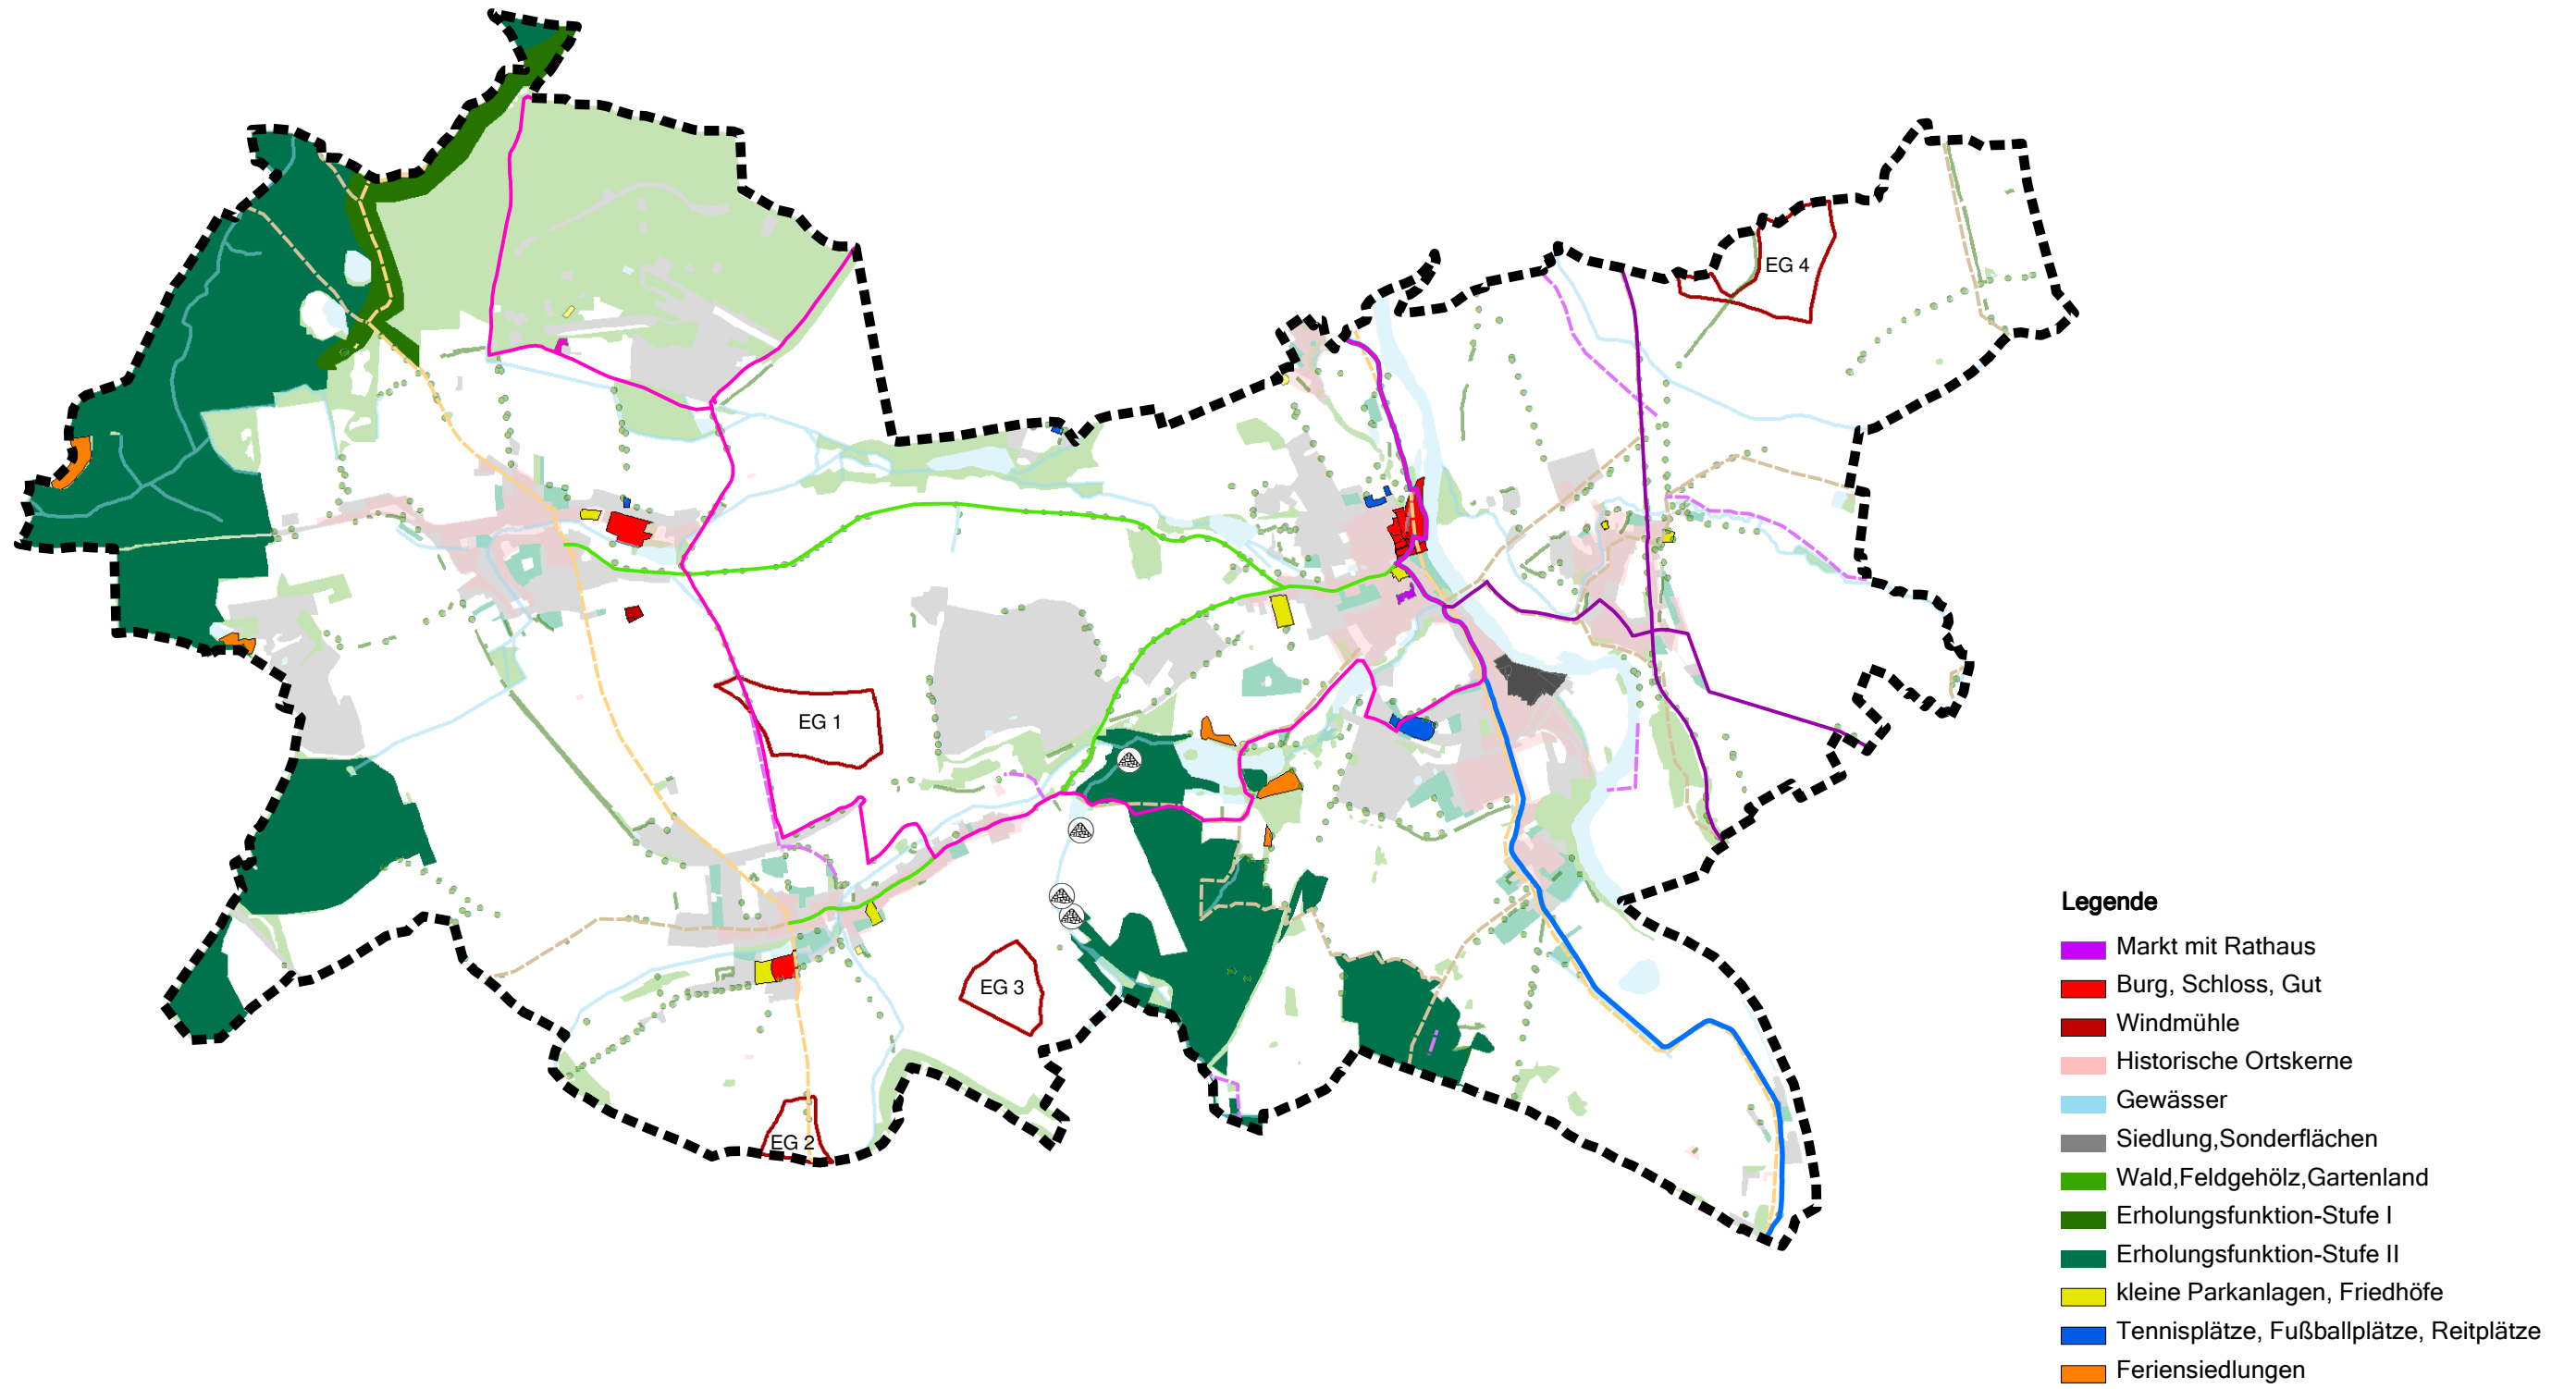 EG 4
EG 1
EG 3
EG 2
Legende
Markt mit Rathaus
Burg, Schloss, Gut
Windmühle
Historische Ortskerne
Gewässer
Siedlung,Sonderflächen
Wald,Feldgehölz,Gartenland
Erholungsfunktion-Stufe I
Erholungsfunktion-Stufe II
kleine Parkanlagen, Friedhöfe
Tennisplätze, Fußballplätze, Reitplätze
Feriensiedlungen